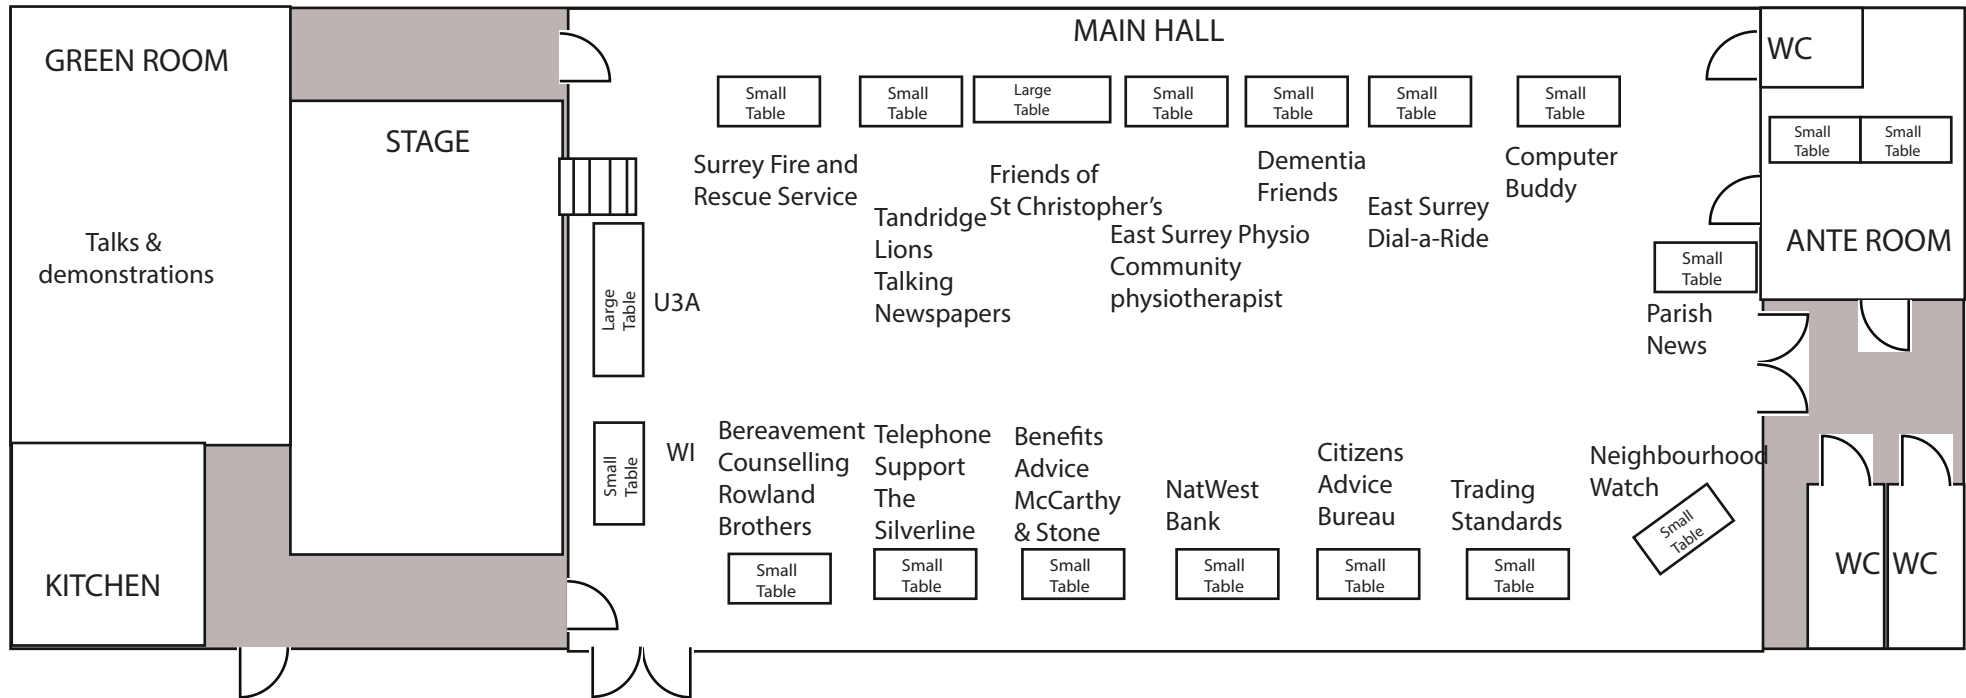 GREEN ROOM
Talks &
demonstrations
KITCHEN
STAGE
MAIN HALL
Small
Table
Surrey Fire and
Rescue Service
Small
Table
Tandridge
Lions
Talking
Newspapers
Large
Table
Friends of
St Christopher's
Small
Table
East Surrey Physio
Community
physiotherapist
Small
Table
Dementia
Friends
Small
Table
East Surrey
Dial-a-Ride
Small
Table
Computer
Buddy
WC
Small
Table
Small
Table
ANTE ROOM
Small
Table
Parish
News
Large
Table
U3A
Small
Table
WI
Bereavement
Counselling
Rowland
Brothers
Small
Table
Telephone
Support
The
Silverline
Small
Table
Benefits
Advice
McCarthy
& Stone
Small
Table
NatWest
Bank
Small
Table
Citizens
Advice
Bureau
Small
Table
Trading
Standards
Small
Table
Neighbourhood
Watch
Small
Table
WC
WC